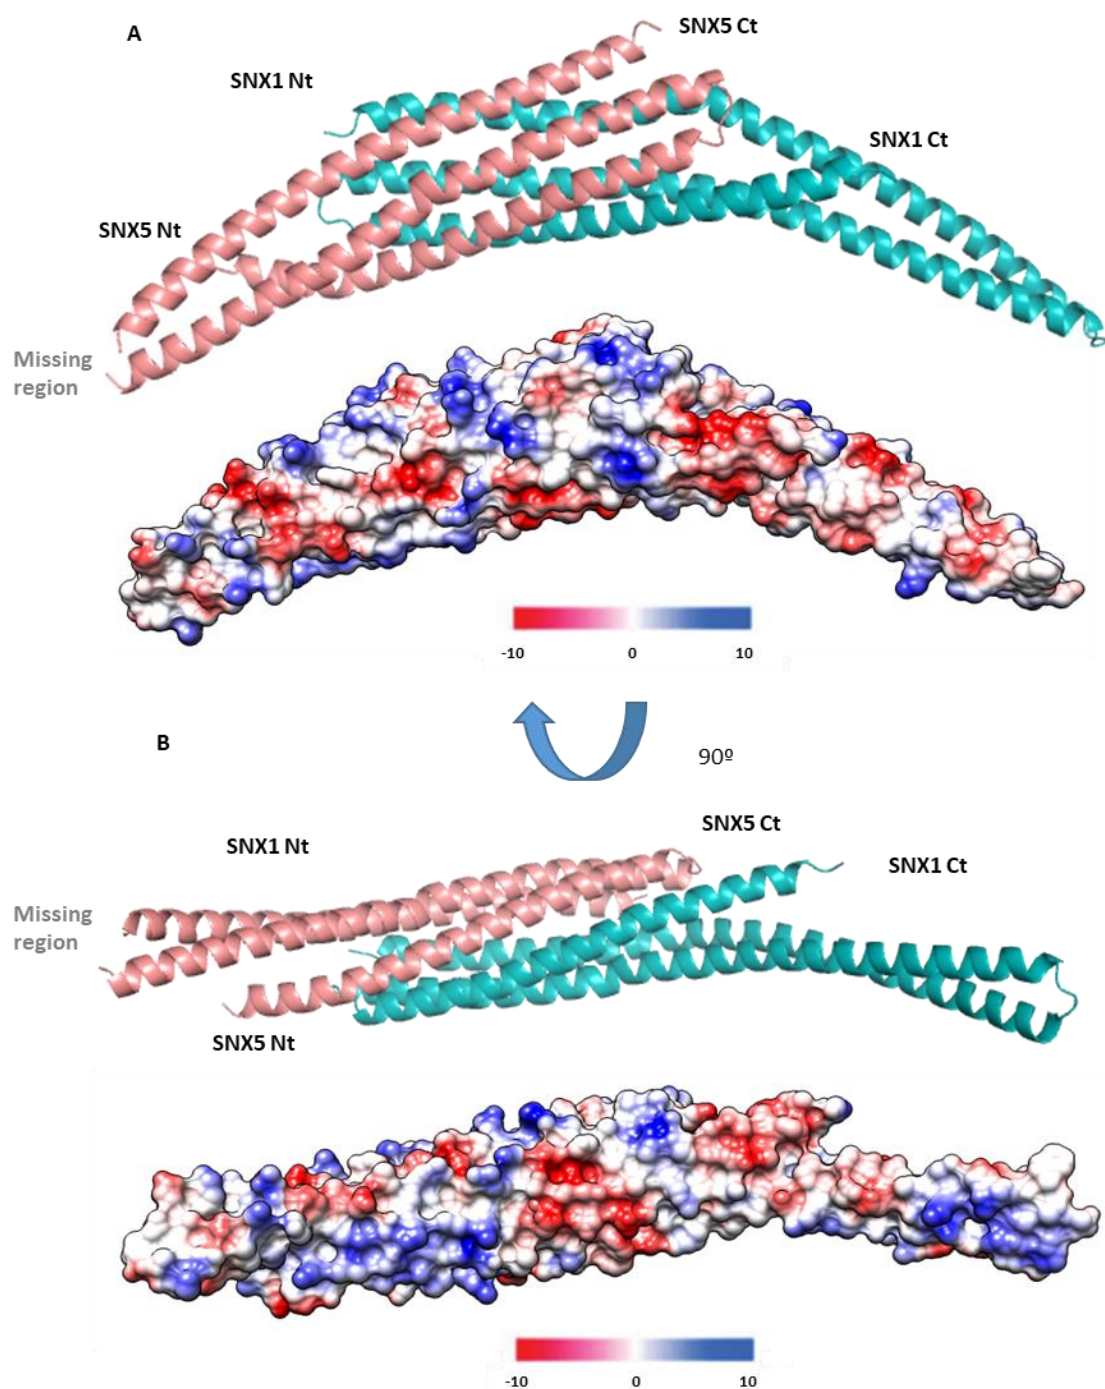 A
SNX5 Ct
SNX1 Nt
SNX1 Ct
SNX5 Nt
Missing
region
-10 0 10
B
90º
SNX5 Ct
SNX1 Nt
SNX1 Ct
Missing
region
SNX5 Nt
-10 0 10